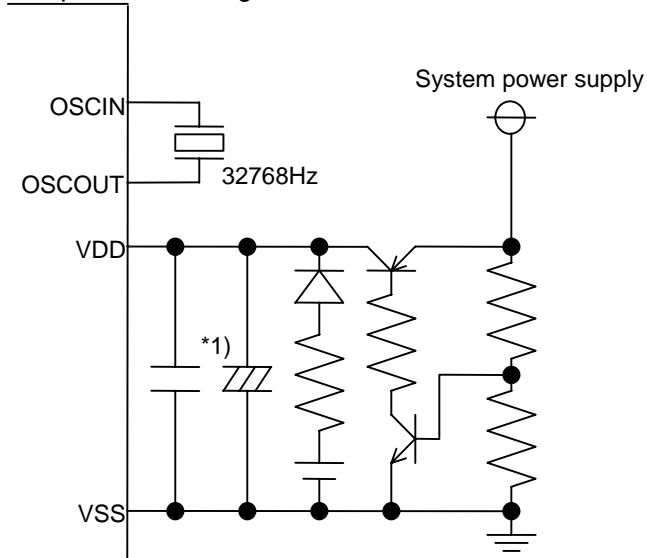 System power supply
OSCIN
OSCOUT
32768Hz
VDD
*1)
VSS